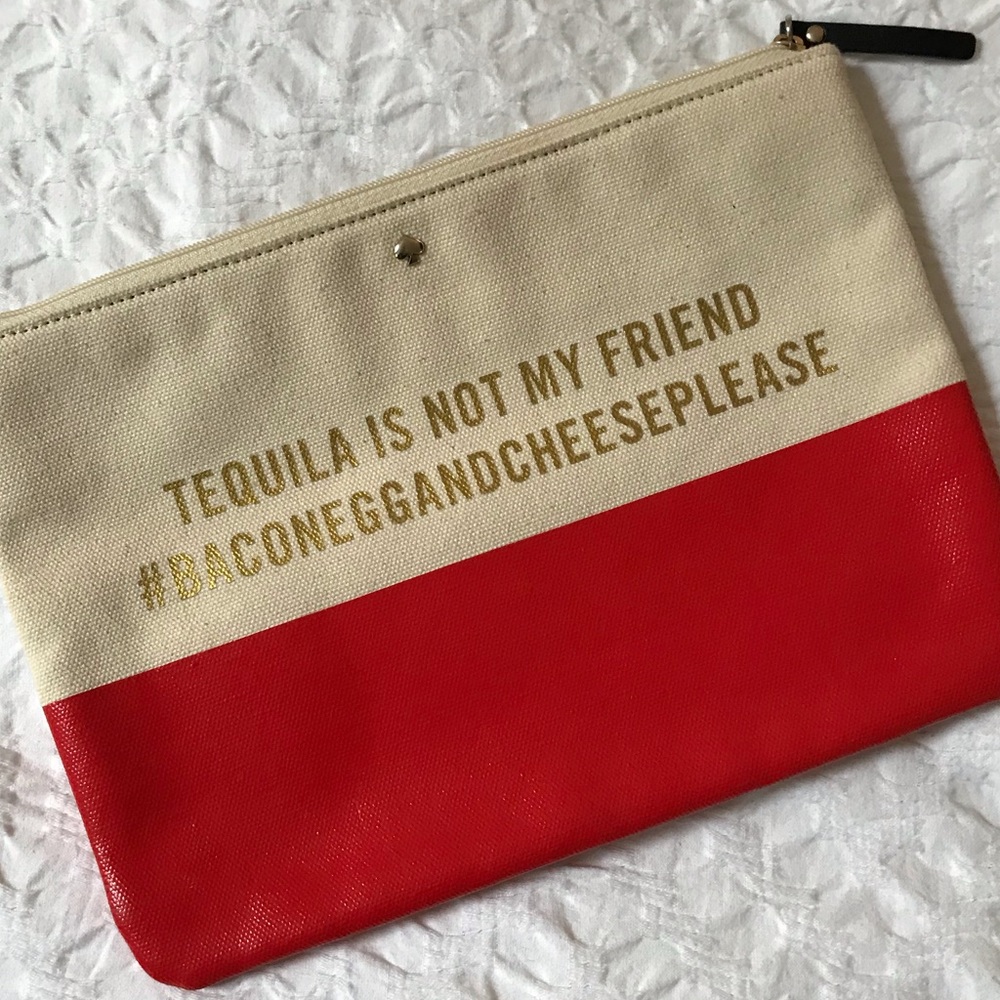 TEQUILA IS NOT MY FRIEND
#BACONEGGANDCHEESEPLEASE